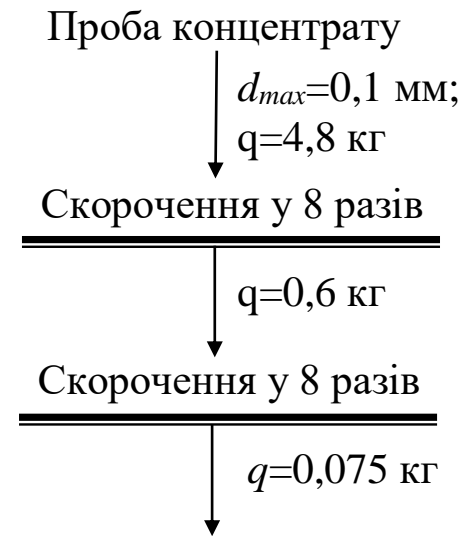 Проба концентрату
dmax=0,1 мм;
q=4,8 кг
Скорочення у 8 разів
q=0,6 кг
Скорочення у 8 разів
q=0,075 кг